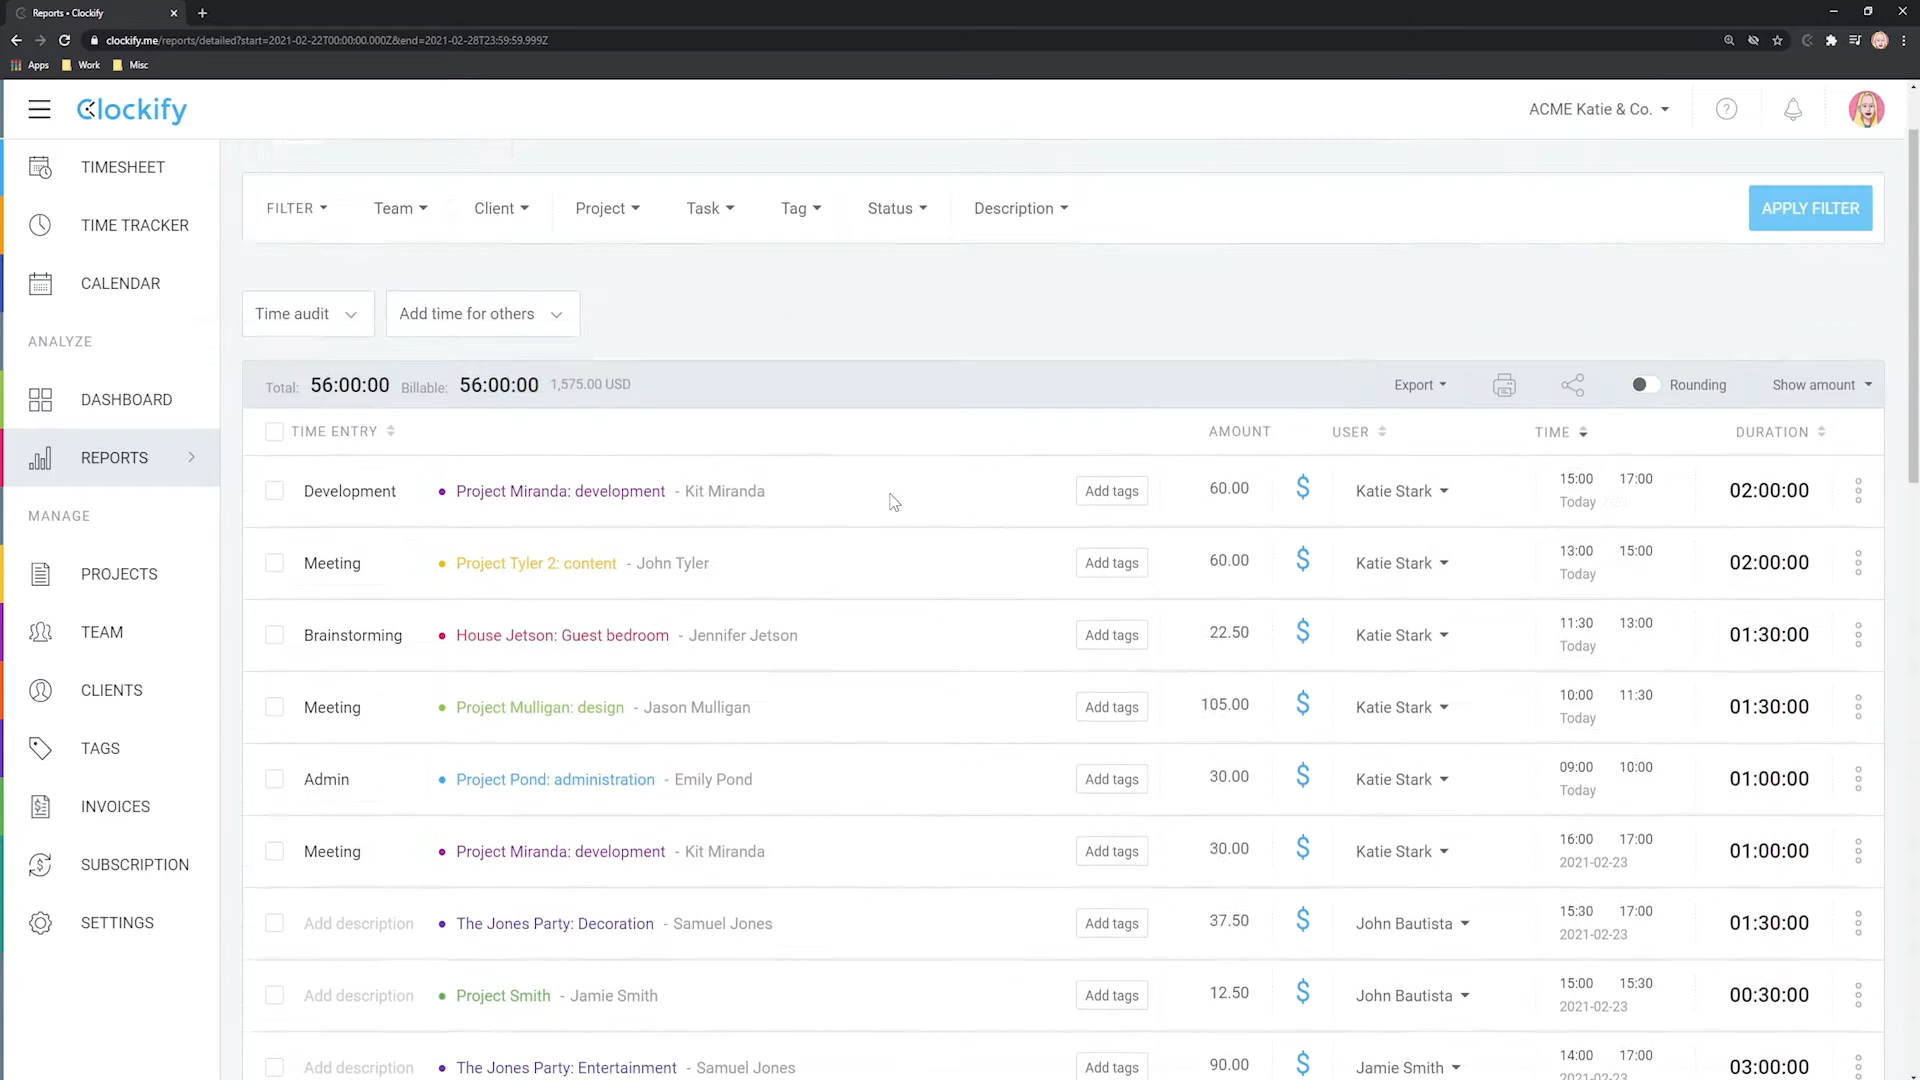 Reports • Clockify
clockify.me/reports/detailed?start=2021-02-22T00:00:00.000Z&end=2021-02-28T23:59:59.999Z
Apps Work Misc
Clockify ACME Katie & Co. ?
TIMESHEET
TIME TRACKER
CALENDAR
ANALYZE
DASHBOARD
REPORTS
MANAGE
PROJECTS
TEAM
CLIENTS
TAGS
INVOICES
SUBSCRIPTION
SETTINGS
FILTER Team Client Project Task Tag Status Description APPLY FILTER
Time audit Add time for others
Total: 56:00:00 Billable: 56:00:00 1,575.00 USD Export Rounding Show amount
TIME ENTRY AMOUNT USER TIME DURATION
Development • Project Miranda: development - Kit Miranda Add tags 60.00 $ Katie Stark 15:00 17:00 02:00:00
Today
Meeting • Project Tyler 2: content - John Tyler Add tags 60.00 $ Katie Stark 13:00 15:00 02:00:00
Today
Brainstorming • House Jetson: Guest bedroom - Jennifer Jetson Add tags 22.50 $ Katie Stark 11:30 13:00 01:30:00
Today
Meeting • Project Mulligan: design - Jason Mulligan Add tags 105.00 $ Katie Stark 10:00 11:30 01:30:00
Today
Admin • Project Pond: administration - Emily Pond Add tags 30.00 $ Katie Stark 09:00 10:00 01:00:00
Today
Meeting • Project Miranda: development - Kit Miranda Add tags 30.00 $ Katie Stark 16:00 17:00 01:00:00
2021-02-23
Add description • The Jones Party: Decoration - Samuel Jones Add tags 37.50 $ John Bautista 15:30 17:00 01:30:00
2021-02-23
Add description • Project Smith - Jamie Smith Add tags 12.50 $ John Bautista 15:00 15:30 00:30:00
2021-02-23
Add description • The Jones Party: Entertainment - Samuel Jones Add tags 90.00 $ Jamie Smith 14:00 17:00 03:00:00
2021-02-23